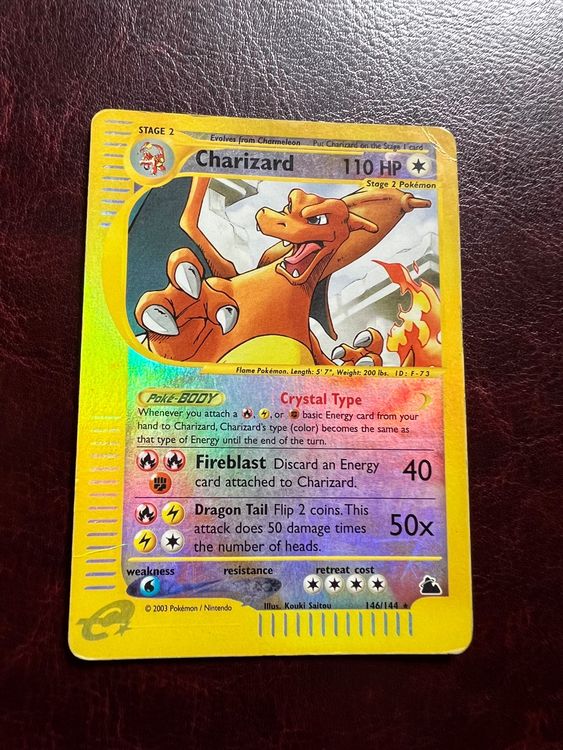 STAGE 2
Evolves from Charmeleon Put Charizard on the Stage 1 card
Charizard 110 HP
Stage 2 Pokémon
Flame Pokémon. Length: 5' 7", Weight: 200 lbs. ID: F-73
Poké-BODY Crystal Type
Whenever you attach a , , or basic Energy card from your
hand to Charizard, Charizard's type (color) becomes the same as
that type of Energy until the end of the turn.
Fireblast Discard an Energy
card attached to Charizard.
40
Dragon Tail Flip 2 coins. This
attack does 50 damage times
the number of heads.
50x
weakness resistance retreat cost
Illus. Kouki Saitou 146/144
© 2003 Pokémon / Nintendo
e